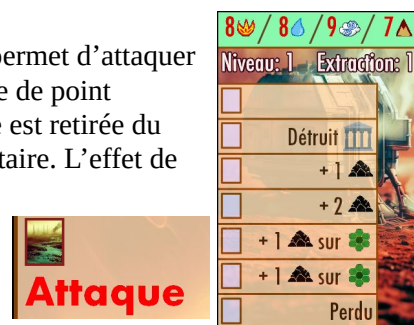 permet d’attaquer
e de point
e est retirée du
taire. L’effet de
Attaque
8 / 8 / 9 / 7
Niveau: 1 Extraction: 1
Détruit
+ 1
+ 2
+ 1 sur
+ 1 sur
Perdu